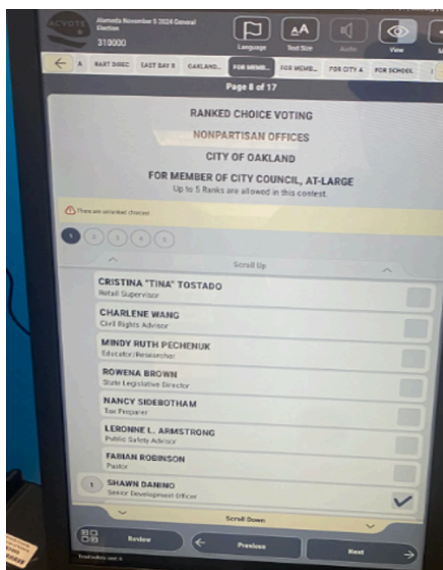 ACVOTE
Alameda November 5 2024 General
Election
310000
Language
Text Size
Audio
View
A
BART DIREC
EAST BAY R
OAKLAND...
FOR MEMB...
FOR MEMB...
FOR CITY A
FOR SCHOOL
Page 8 of 17
RANKED CHOICE VOTING
NONPARTISAN OFFICES
CITY OF OAKLAND
FOR MEMBER OF CITY COUNCIL, AT-LARGE
Up to 5 Ranks are allowed in this contest.
There are unranked choices!
1 2 3 4 5
Scroll Up
CRISTINA "TINA" TOSTADO
Retail Supervisor
CHARLENE WANG
Civil Rights Advisor
MINDY RUTH PECHENUK
Educator/Researcher
ROWENA BROWN
State Legislative Director
NANCY SIDEBOTHAM
Tax Preparer
LERONNE L. ARMSTRONG
Public Safety Advisor
FABIAN ROBINSON
Pastor
1 SHAWN DANINO
Senior Development Officer
Scroll Down
Review
Previous
Next